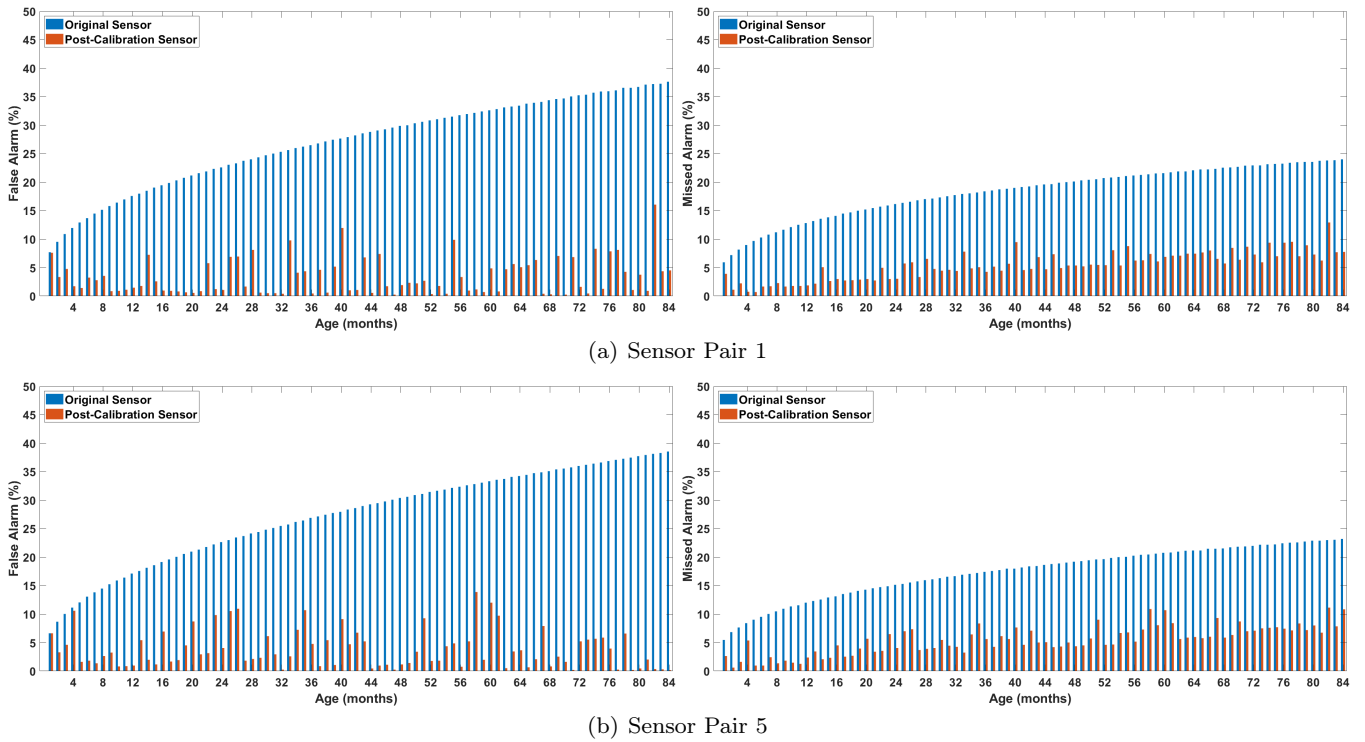 50
45
40
35
30
25
20
15
10
5
0
False Alarm (%)
Original Sensor
Post-Calibration Sensor
4 8 12 16 20 24 28 32 36 40 44 48 52 56 60 64 68 72 76 80 84
Age (months)
50
45
40
35
30
25
20
15
10
5
0
Missed Alarm (%)
Original Sensor
Post-Calibration Sensor
4 8 12 16 20 24 28 32 36 40 44 48 52 56 60 64 68 72 76 80 84
Age (months)
(a) Sensor Pair 1
50
45
40
35
30
25
20
15
10
5
0
False Alarm (%)
Original Sensor
Post-Calibration Sensor
4 8 12 16 20 24 28 32 36 40 44 48 52 56 60 64 68 72 76 80 84
Age (months)
50
45
40
35
30
25
20
15
10
5
0
Missed Alarm (%)
Original Sensor
Post-Calibration Sensor
4 8 12 16 20 24 28 32 36 40 44 48 52 56 60 64 68 72 76 80 84
Age (months)
(b) Sensor Pair 5